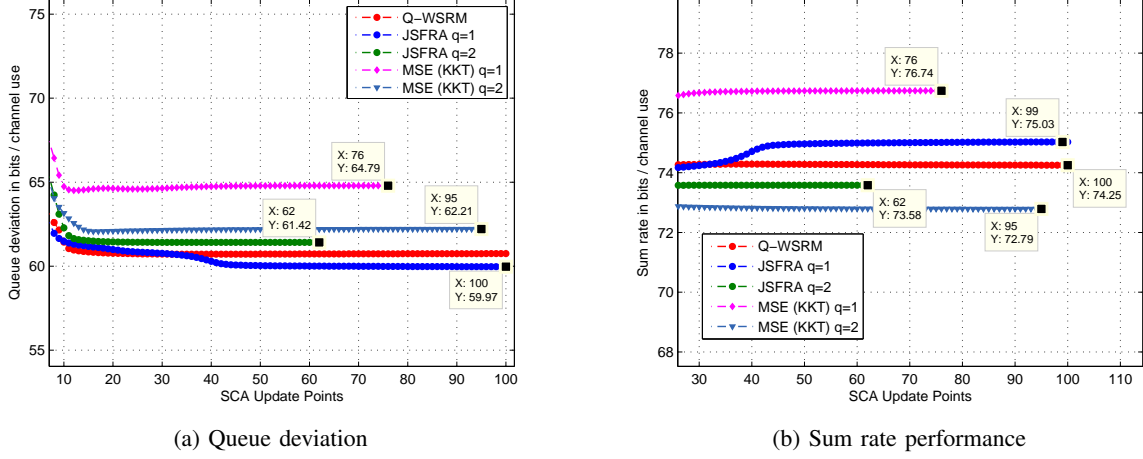 75
70
65
60
55
Queue deviation in bits / channel use
Q-WSRM
JSFRA q=1
JSFRA q=2
MSE (KKT) q=1
MSE (KKT) q=2
X: 76
Y: 64.79
X: 95
Y: 62.21
X: 62
Y: 61.42
X: 100
Y: 59.97
10 20 30 40 50 60 70 80 90 100
SCA Update Points
(a) Queue deviation
78
76
74
72
70
68
Sum rate in bits / channel use
X: 76
Y: 76.74
X: 99
Y: 75.03
X: 100
Y: 74.25
X: 62
Y: 73.58
X: 95
Y: 72.79
Q-WSRM
JSFRA q=1
JSFRA q=2
MSE (KKT) q=1
MSE (KKT) q=2
30 40 50 60 70 80 90 100 110
SCA Update Points
(b) Sum rate performance